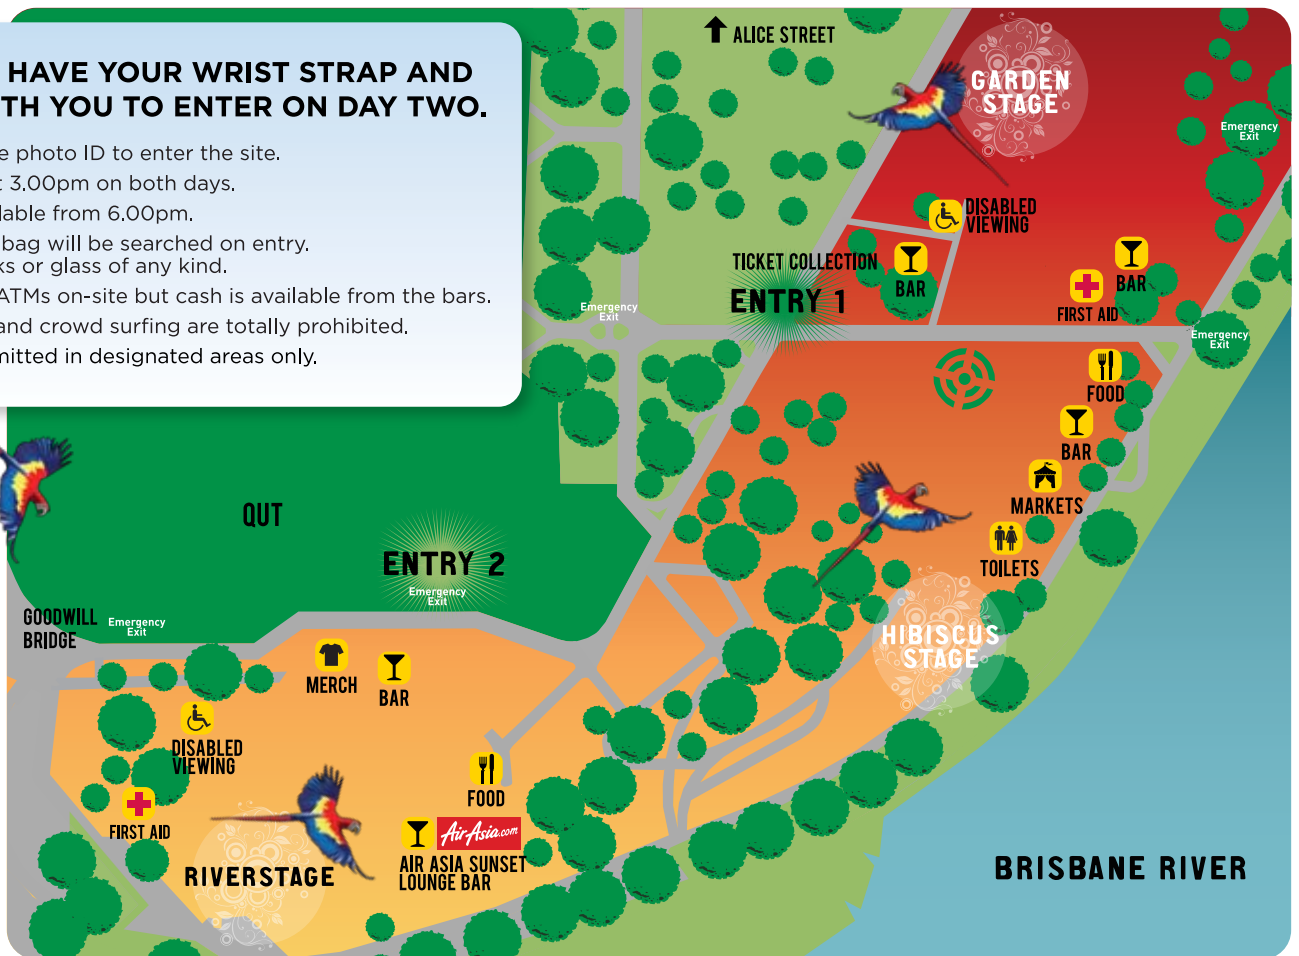 HAVE YOUR WRIST STRAP AND
TH YOU TO ENTER ON DAY TWO.
e photo ID to enter the site.
t 3.00pm on both days.
lable from 6.00pm.
bag will be searched on entry.
ks or glass of any kind.
ATMs on-site but cash is available from the bars.
and crowd surfing are totally prohibited.
mitted in designated areas only.
ALICE STREET
GARDEN
STAGE
Emergency
Exit
DISABLED
VIEWING
TICKET COLLECTION
ENTRY 1
BAR
BAR
FIRST AID
Emergency
Exit
Emergency
Exit
FOOD
BAR
MARKETS
TOILETS
HIBISCUS
STAGE
QUT
ENTRY 2
Emergency
Exit
GOODWILL
BRIDGE
Emergency
Exit
MERCH
BAR
DISABLED
VIEWING
FOOD
FIRST AID
AirAsia.com
AIR ASIA SUNSET
LOUNGE BAR
RIVERSTAGE
BRISBANE RIVER